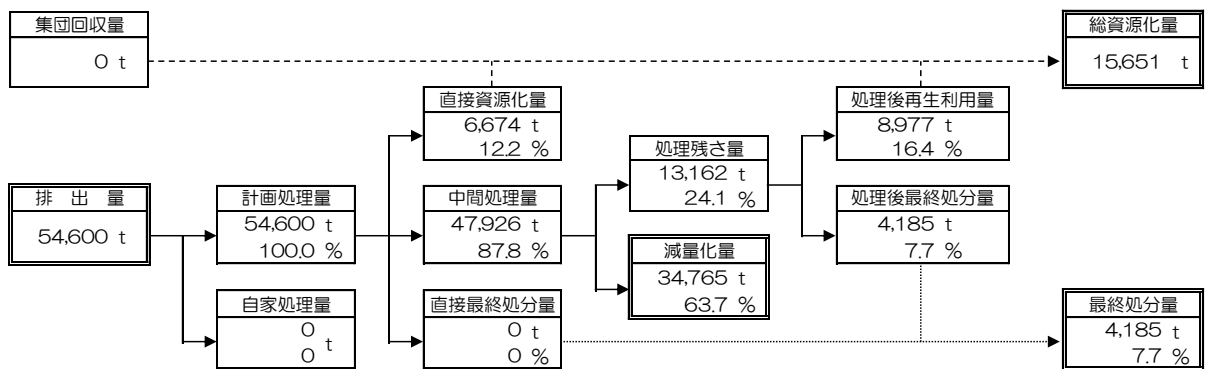 集団回収量
0 t
総資源化量
15,651 t
直接資源化量
6,674 t
12.2 %
処理後再生利用量
8,977 t
16.4 %
処理残さ量
13,162 t
24.1 %
排 出 量
54,600 t
計画処理量
54,600 t
100.0 %
中間処理量
47,926 t
87.8 %
処理後最終処分量
4,185 t
7.7 %
減量化量
34,765 t
63.7 %
自家処理量
0
0 t
直接最終処分量
0 t
0 %
最終処分量
4,185 t
7.7 %